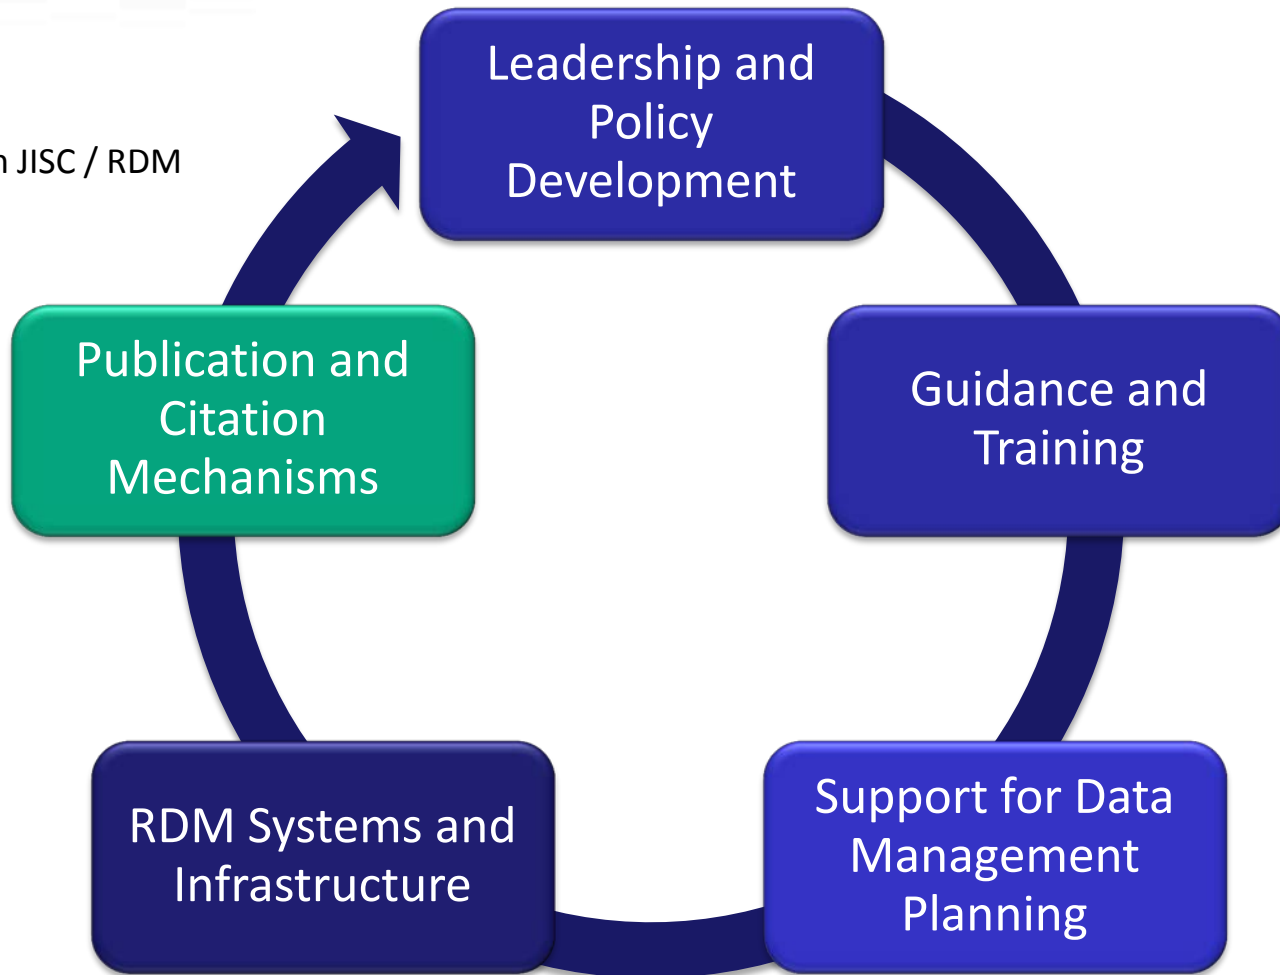 Leadership and
Policy
Development
JISC / RDM
Publication and
Citation
Mechanisms
Guidance and
Training
RDM Systems and
Infrastructure
Support for Data
Management
Planning